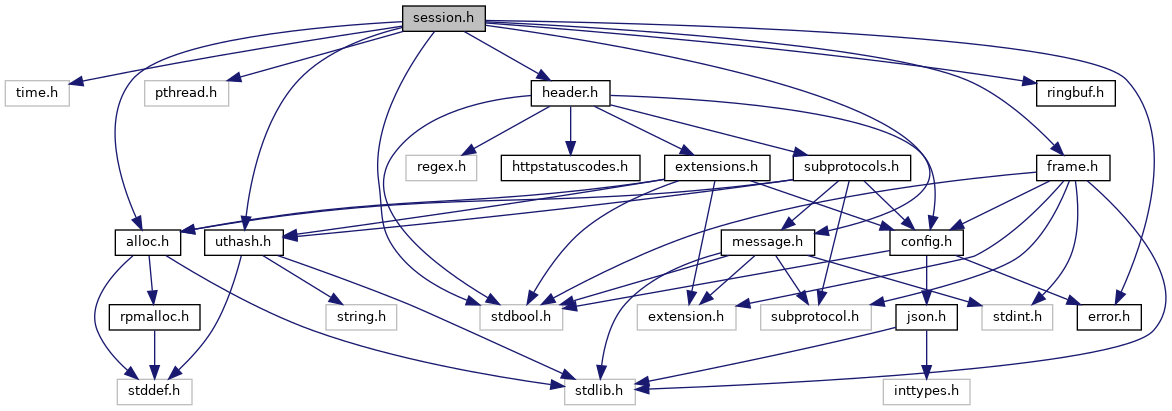 session.h
time.h
pthread.h
header.h
ringbuf.h
regex.h
httpstatuscodes.h
extensions.h
subprotocols.h
frame.h
alloc.h
uthash.h
message.h
config.h
rpmalloc.h
string.h
stdbool.h
extension.h
subprotocol.h
json.h
stdint.h
error.h
stddef.h
stdlib.h
inttypes.h